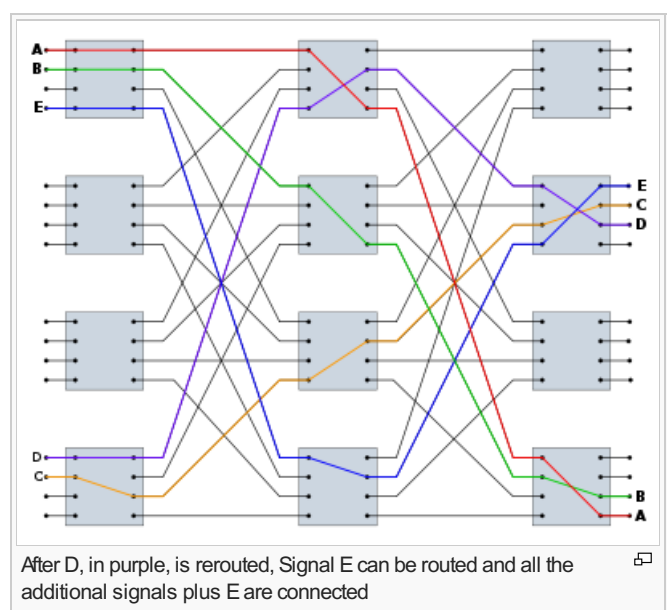 A
B
E
E
C
D
D
C
B
A
After D, in purple, is rerouted, Signal E can be routed and all the
additional signals plus E are connected